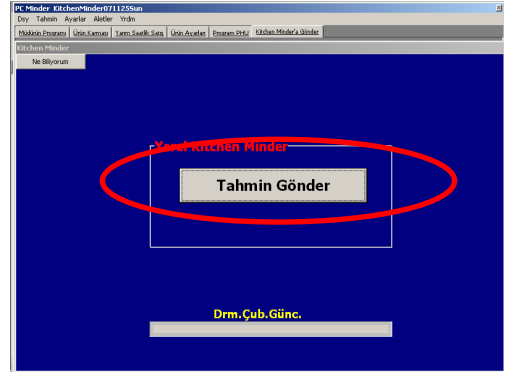 PC Minder KitchenMinder071125Sun
Dsy Tahmin Ayarlar Aletler Yrdm
Müdürün Programı Ürün Karması Yarım Saatlik Satış Ürün Ayarları Program PHU Kitchen Minder'a Gönder
Kitchen Minder
Ne Biliyorum
Yerel Kitchen Minder
Tahmin Gönder
Drm.Çub.Günc.